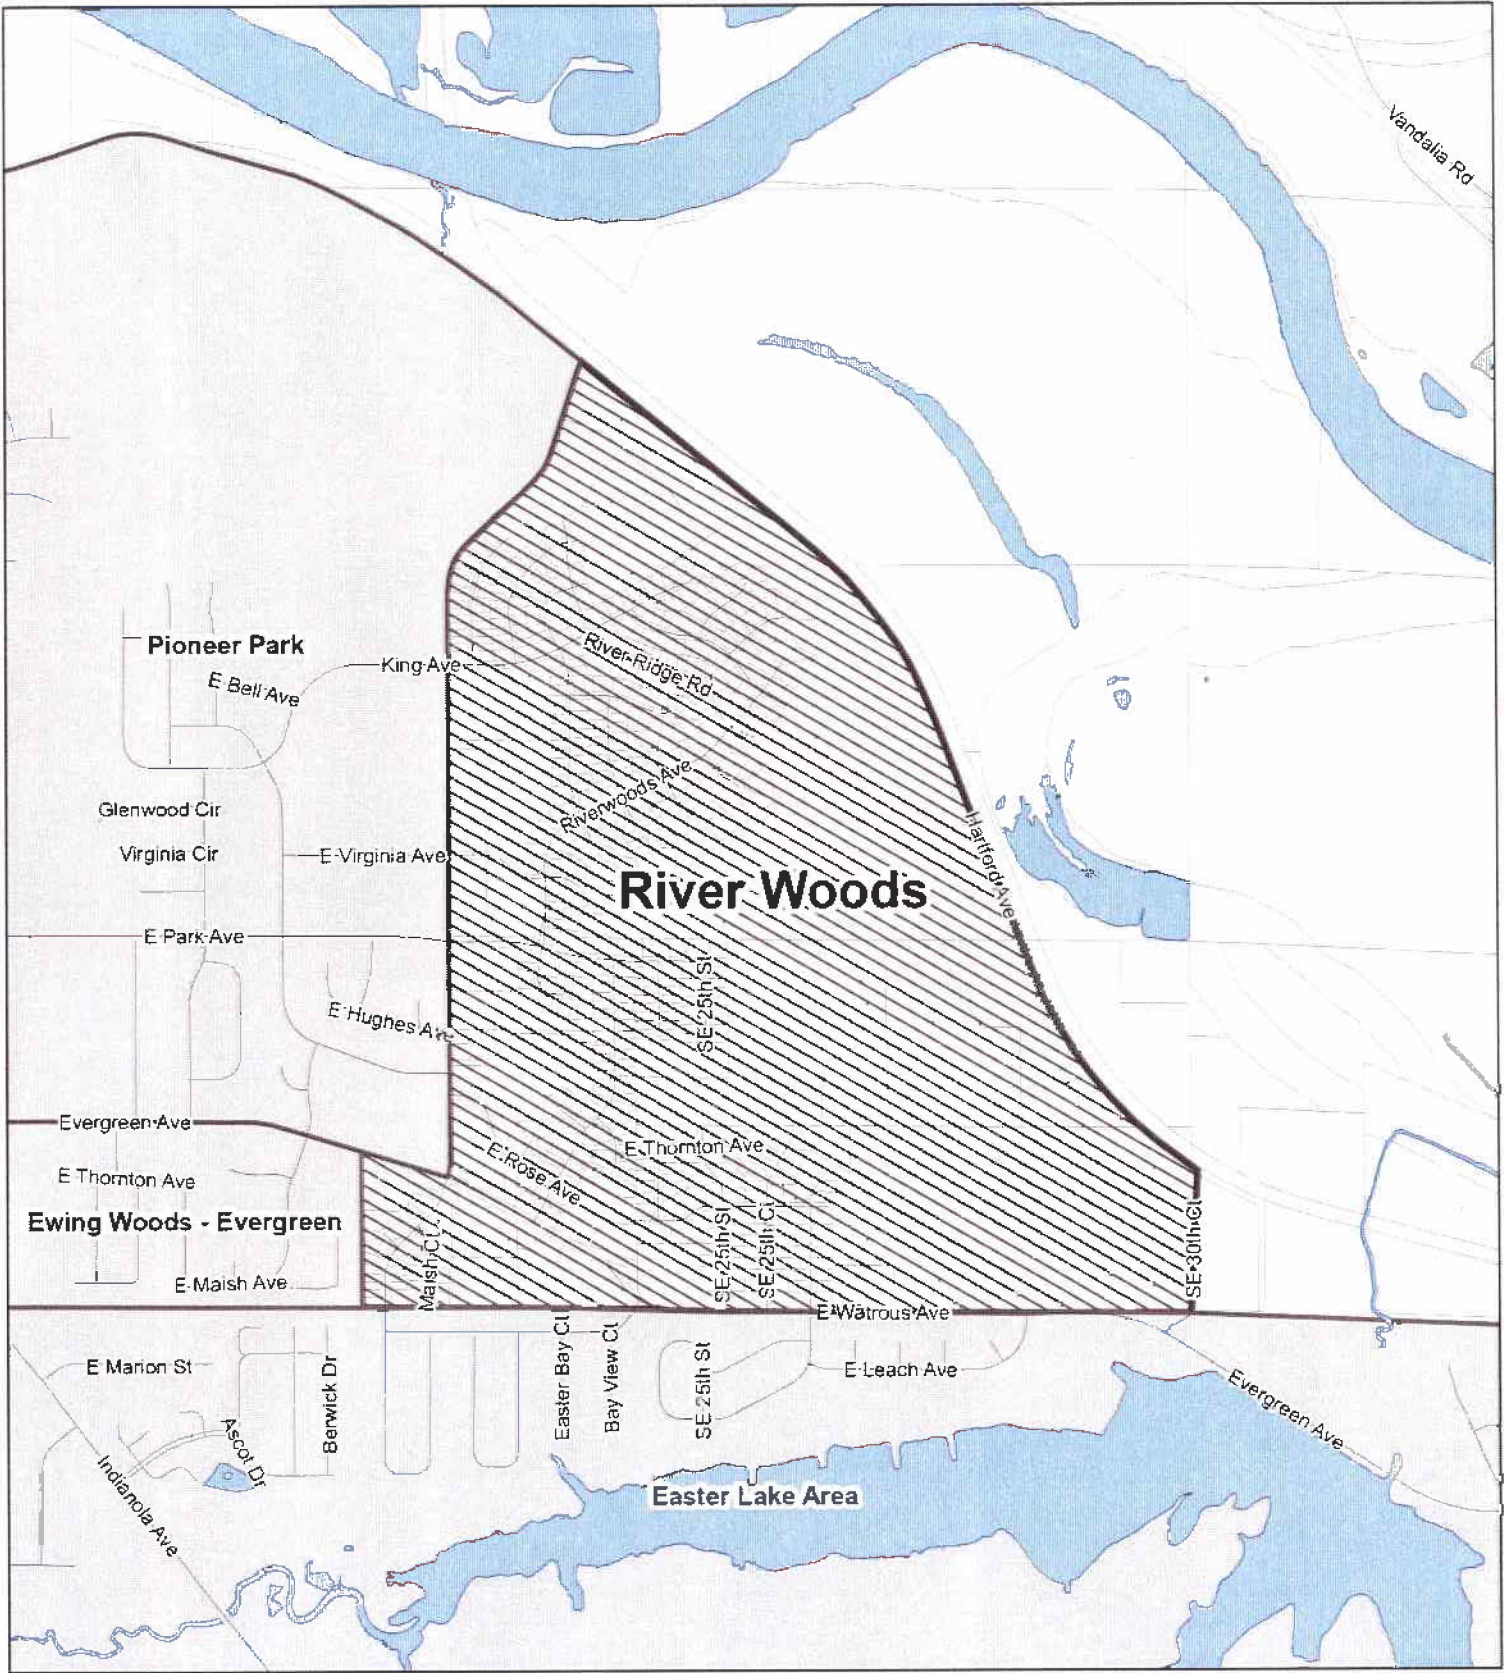 Vandalia Rd
Pioneer Park
King Ave
River Ridge Rd
E Bell Ave
Riverwoods Ave
Glenwood Cir
Hartford Ave
Virginia Cir
E Virginia Ave
River Woods
E Park Ave
SE 25th St
E Hughes Ave
Evergreen Ave
E Thornton Ave
E Rose Ave
E Thornton Ave
Ewing Woods - Evergreen
SE 25th St
SE 25th Ct
SE 30th Ct
Maish Ct
E Maish Ave
E Watrous Ave
E Marion St
Berwick Dr
Easter Bay Ct
Bay View Ct
SE 25th St
E Leach Ave
Evergreen Ave
Ascot Dr
Indianola Ave
Easter Lake Area